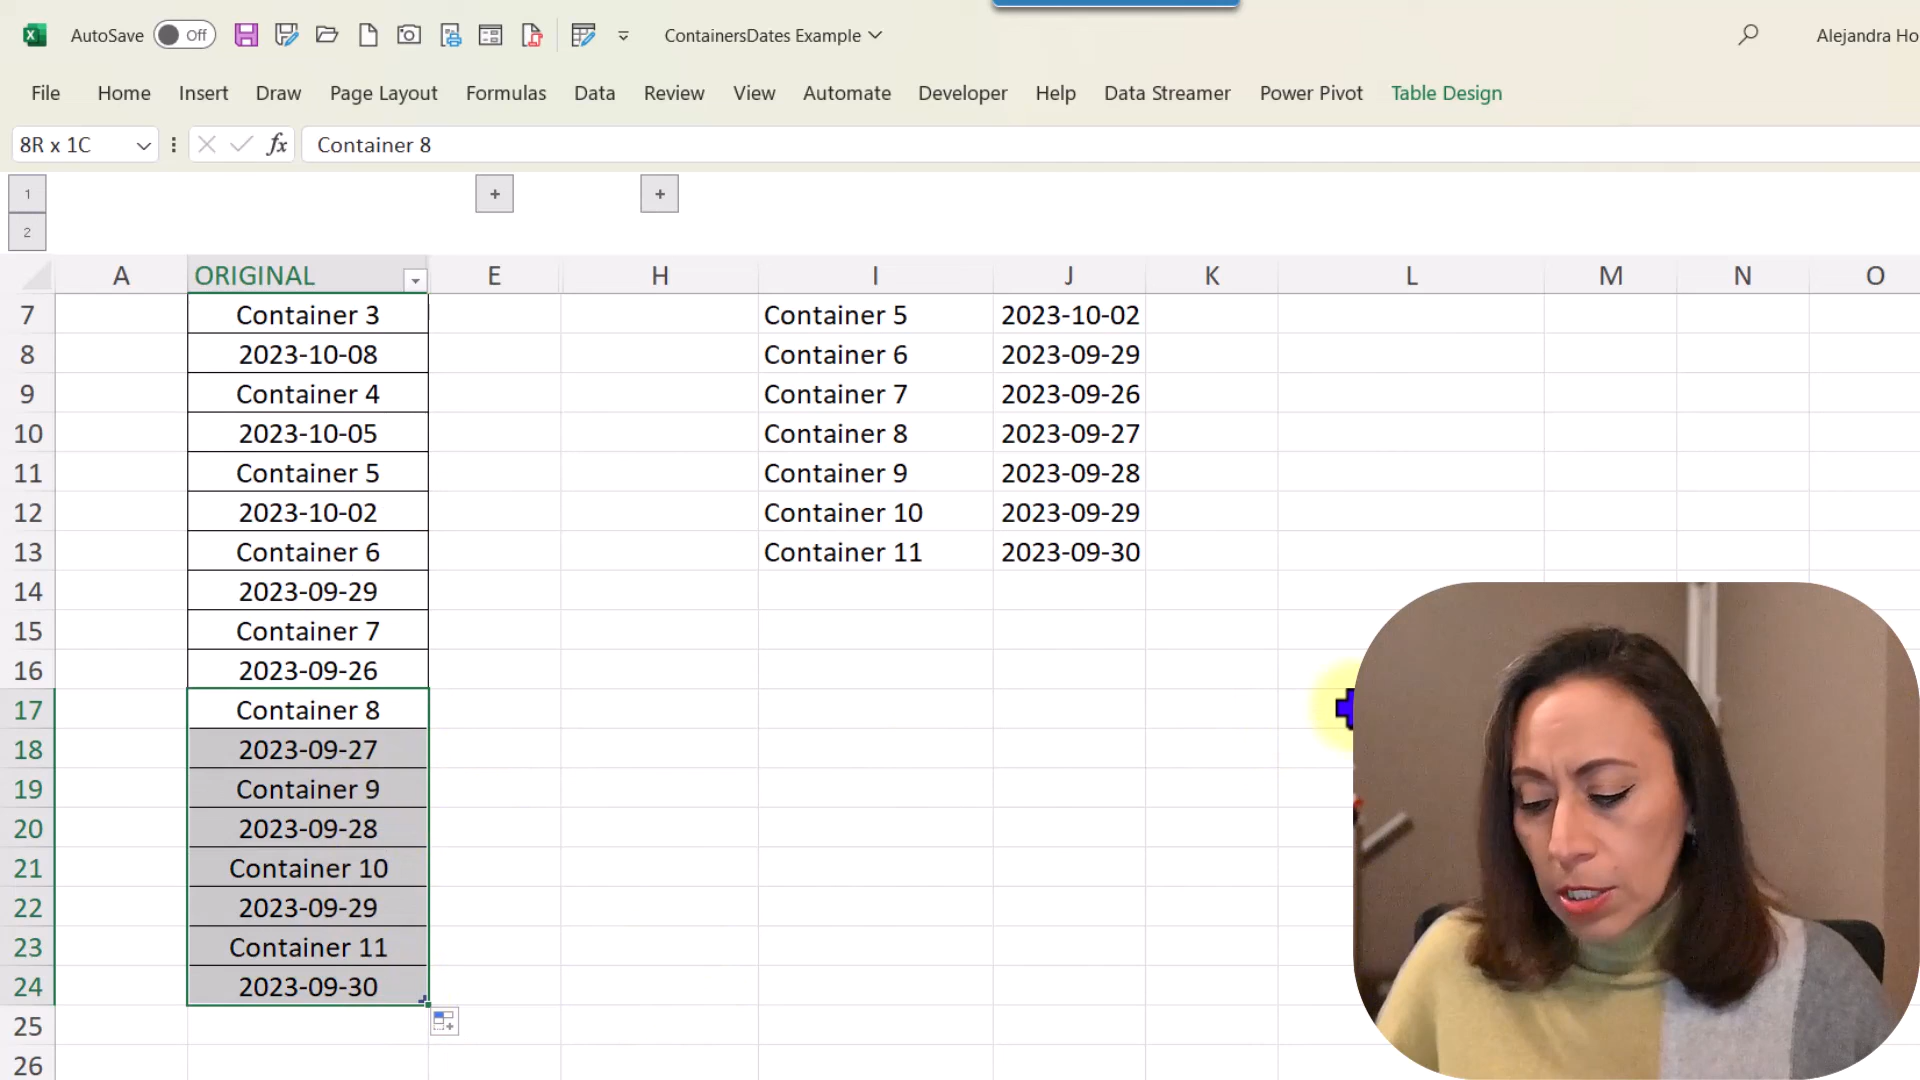 AutoSave Off ContainersDates Example Alejandra Ho
File Home Insert Draw Page Layout Formulas Data Review View Automate Developer Help Data Streamer Power Pivot Table Design
8R x 1C fx Container 8
1 + +
2
A ORIGINAL E H I J K L M N O
7 Container 3 Container 5 2023-10-02
8 2023-10-08 Container 6 2023-09-29
9 Container 4 Container 7 2023-09-26
10 2023-10-05 Container 8 2023-09-27
11 Container 5 Container 9 2023-09-28
12 2023-10-02 Container 10 2023-09-29
13 Container 6 Container 11 2023-09-30
14 2023-09-29
15 Container 7
16 2023-09-26
17 Container 8
18 2023-09-27
19 Container 9
20 2023-09-28
21 Container 10
22 2023-09-29
23 Container 11
24 2023-09-30
25
26